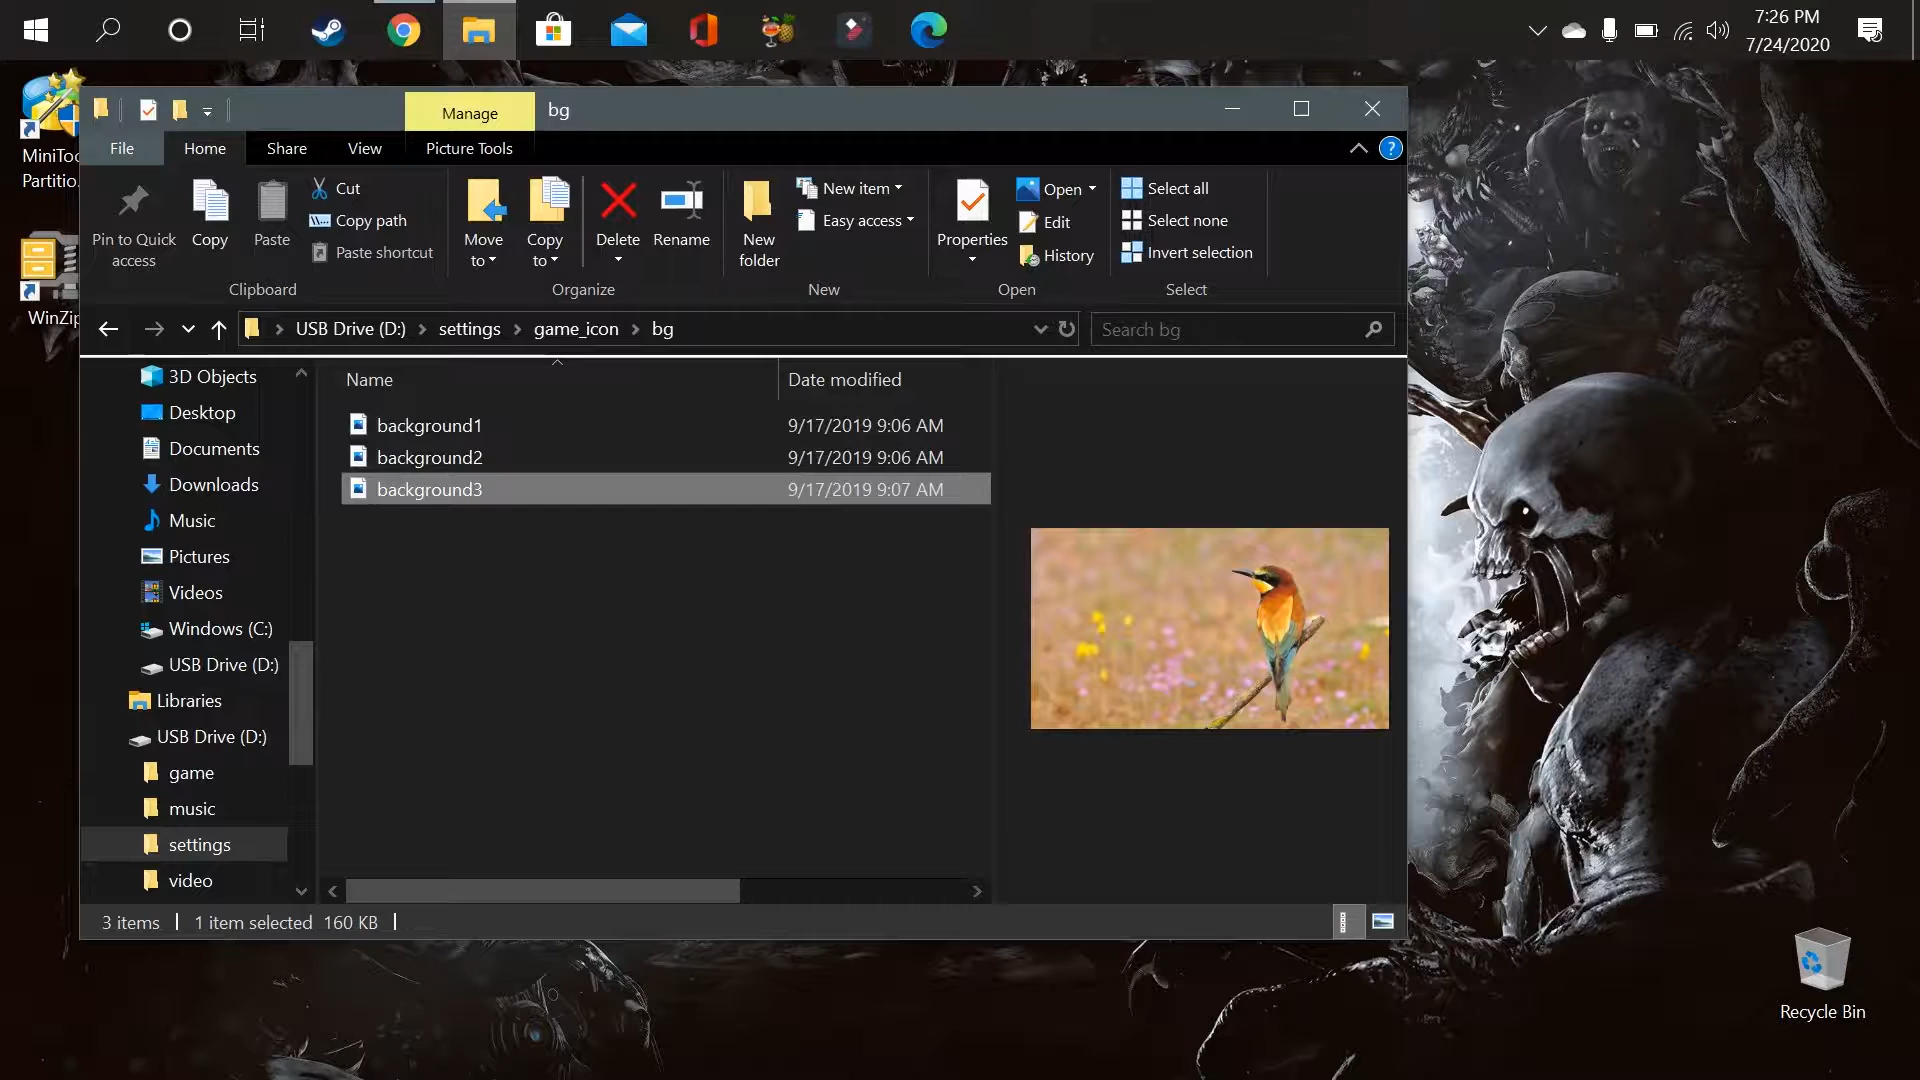 7:26 PM
7/24/2020
MiniToo
Partitio...
WinZip
Manage
bg
File
Home
Share
View
Picture Tools
?
Pin to Quick
access
Copy
Paste
Cut
Copy path
Paste shortcut
Clipboard
Move
to
Copy
to
Delete
Rename
Organize
New
folder
New item
Easy access
New
Properties
Open
Edit
History
Open
Select all
Select none
Invert selection
Select
USB Drive (D:)
settings
game_icon
bg
Search bg
3D Objects
Desktop
Documents
Downloads
Music
Pictures
Videos
Windows (C:)
USB Drive (D:)
Libraries
USB Drive (D:)
game
music
settings
video
Name
Date modified
background1 9/17/2019 9:06 AM
background2 9/17/2019 9:06 AM
background3 9/17/2019 9:07 AM
3 items
1 item selected 160 KB
Recycle Bin